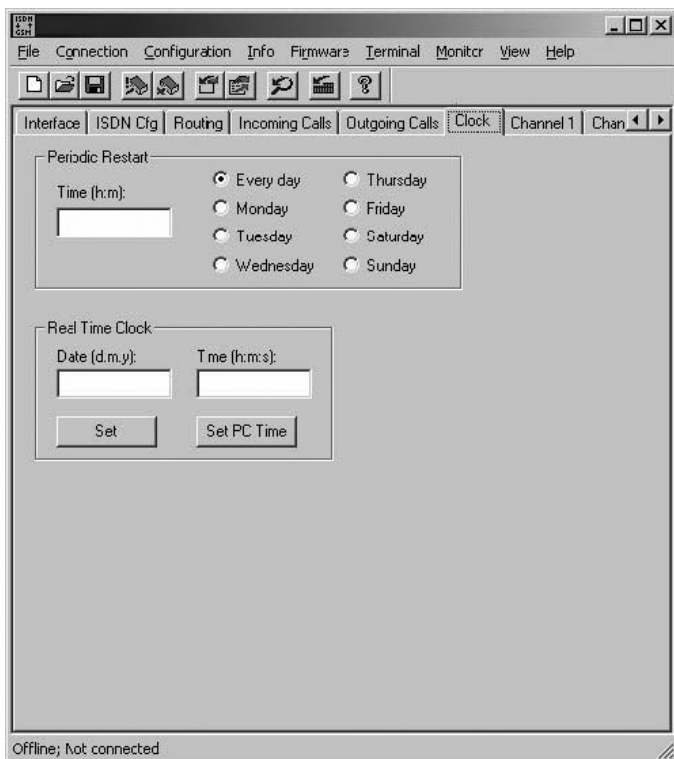 ISDN
GSM
File Connection Configuration Info Firmware Terminal Monitor View Help
Interface ISDN Cfg Routing Incoming Calls Outgoing Calls Clock Channel 1 Chan
Periodic Restart
Time (h:m):
Every day Thursday
Monday Friday
Tuesday Saturday
Wednesday Sunday
Real Time Clock
Date (d.m.y): Time (h:m:s):
Set Set PC Time
Offline; Not connected